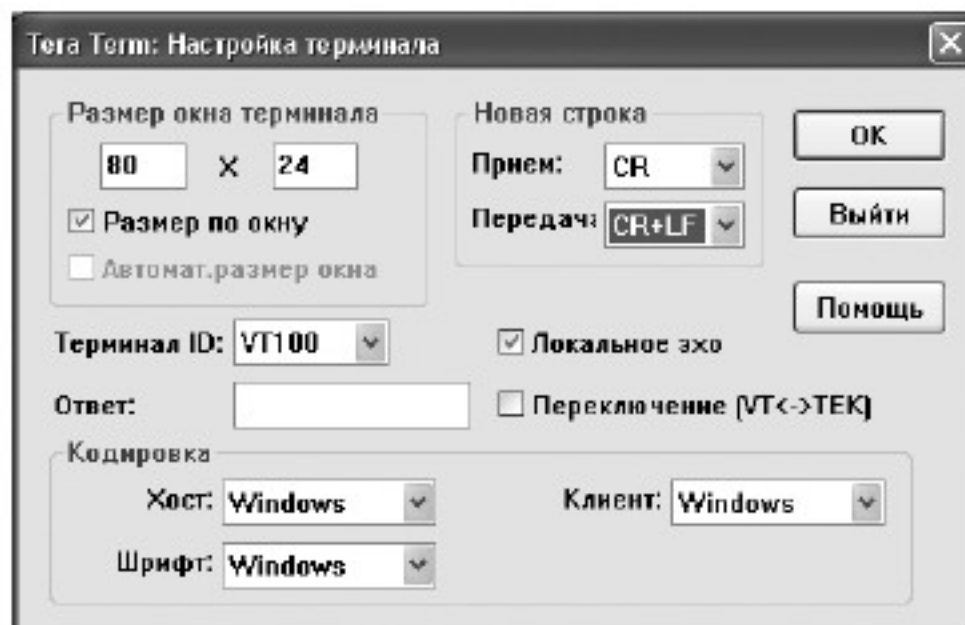 Tera Term: Настройка терминала
Размер окна терминала
80 X 24
Размер по окну
Автомат.размер окна
Новая строка
Прием: CR
Передача CR+LF
OK
Выйти
Помощь
Терминал ID: VT100
Локальное эхо
Ответ:
Переключение (VT<->TEK)
Кодировка
Хост: Windows
Клиент: Windows
Шрифт: Windows